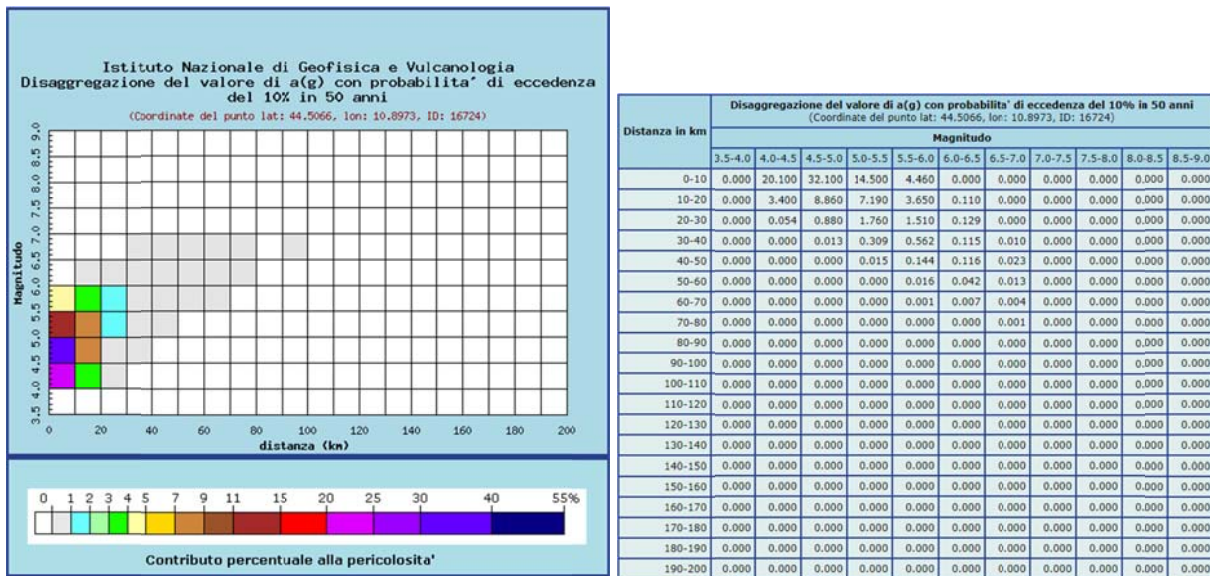 Istituto Nazionale di Geofisica e Vulcanologia
Disaggregazione del valore di a(g) con probabilita´ di eccedenza
del 10% in 50 anni
(Coordinate del punto lat: 44.5066, lon: 10.8973, ID: 16724)
Magnitudo
9.0
8.5
8.0
7.5
7.0
6.5
6.0
5.5
5.0
4.5
4.0
3.5
0 20 40 60 80 100 120 140 160 180 200
distanza (km)
0 1 2 3 4 5 7 9 11 15 20 25 30 40 55%
Contributo percentuale alla pericolosita'
Disaggregazione del valore di a(g) con probabilita' di eccedenza del 10% in 50 anni
(Coordinate del punto lat: 44.5066, lon: 10.8973, ID: 16724)
Distanza in km
Magnitudo
3.5-4.0 4.0-4.5 4.5-5.0 5.0-5.5 5.5-6.0 6.0-6.5 6.5-7.0 7.0-7.5 7.5-8.0 8.0-8.5 8.5-9.0
0-10 0.000 20.100 32.100 14.500 4.460 0.000 0.000 0.000 0.000 0.000 0.000
10-20 0.000 3.400 8.860 7.190 3.650 0.110 0.000 0.000 0.000 0.000 0.000
20-30 0.000 0.054 0.880 1.760 1.510 0.129 0.000 0.000 0.000 0.000 0.000
30-40 0.000 0.000 0.013 0.309 0.562 0.115 0.010 0.000 0.000 0.000 0.000
40-50 0.000 0.000 0.000 0.015 0.144 0.116 0.023 0.000 0.000 0.000 0.000
50-60 0.000 0.000 0.000 0.000 0.016 0.042 0.013 0.000 0.000 0.000 0.000
60-70 0.000 0.000 0.000 0.000 0.001 0.007 0.004 0.000 0.000 0.000 0.000
70-80 0.000 0.000 0.000 0.000 0.000 0.000 0.001 0.000 0.000 0.000 0.000
80-90 0.000 0.000 0.000 0.000 0.000 0.000 0.000 0.000 0.000 0.000 0.000
90-100 0.000 0.000 0.000 0.000 0.000 0.000 0.000 0.000 0.000 0.000 0.000
100-110 0.000 0.000 0.000 0.000 0.000 0.000 0.000 0.000 0.000 0.000 0.000
110-120 0.000 0.000 0.000 0.000 0.000 0.000 0.000 0.000 0.000 0.000 0.000
120-130 0.000 0.000 0.000 0.000 0.000 0.000 0.000 0.000 0.000 0.000 0.000
130-140 0.000 0.000 0.000 0.000 0.000 0.000 0.000 0.000 0.000 0.000 0.000
140-150 0.000 0.000 0.000 0.000 0.000 0.000 0.000 0.000 0.000 0.000 0.000
150-160 0.000 0.000 0.000 0.000 0.000 0.000 0.000 0.000 0.000 0.000 0.000
160-170 0.000 0.000 0.000 0.000 0.000 0.000 0.000 0.000 0.000 0.000 0.000
170-180 0.000 0.000 0.000 0.000 0.000 0.000 0.000 0.000 0.000 0.000 0.000
180-190 0.000 0.000 0.000 0.000 0.000 0.000 0.000 0.000 0.000 0.000 0.000
190-200 0.000 0.000 0.000 0.000 0.000 0.000 0.000 0.000 0.000 0.000 0.000